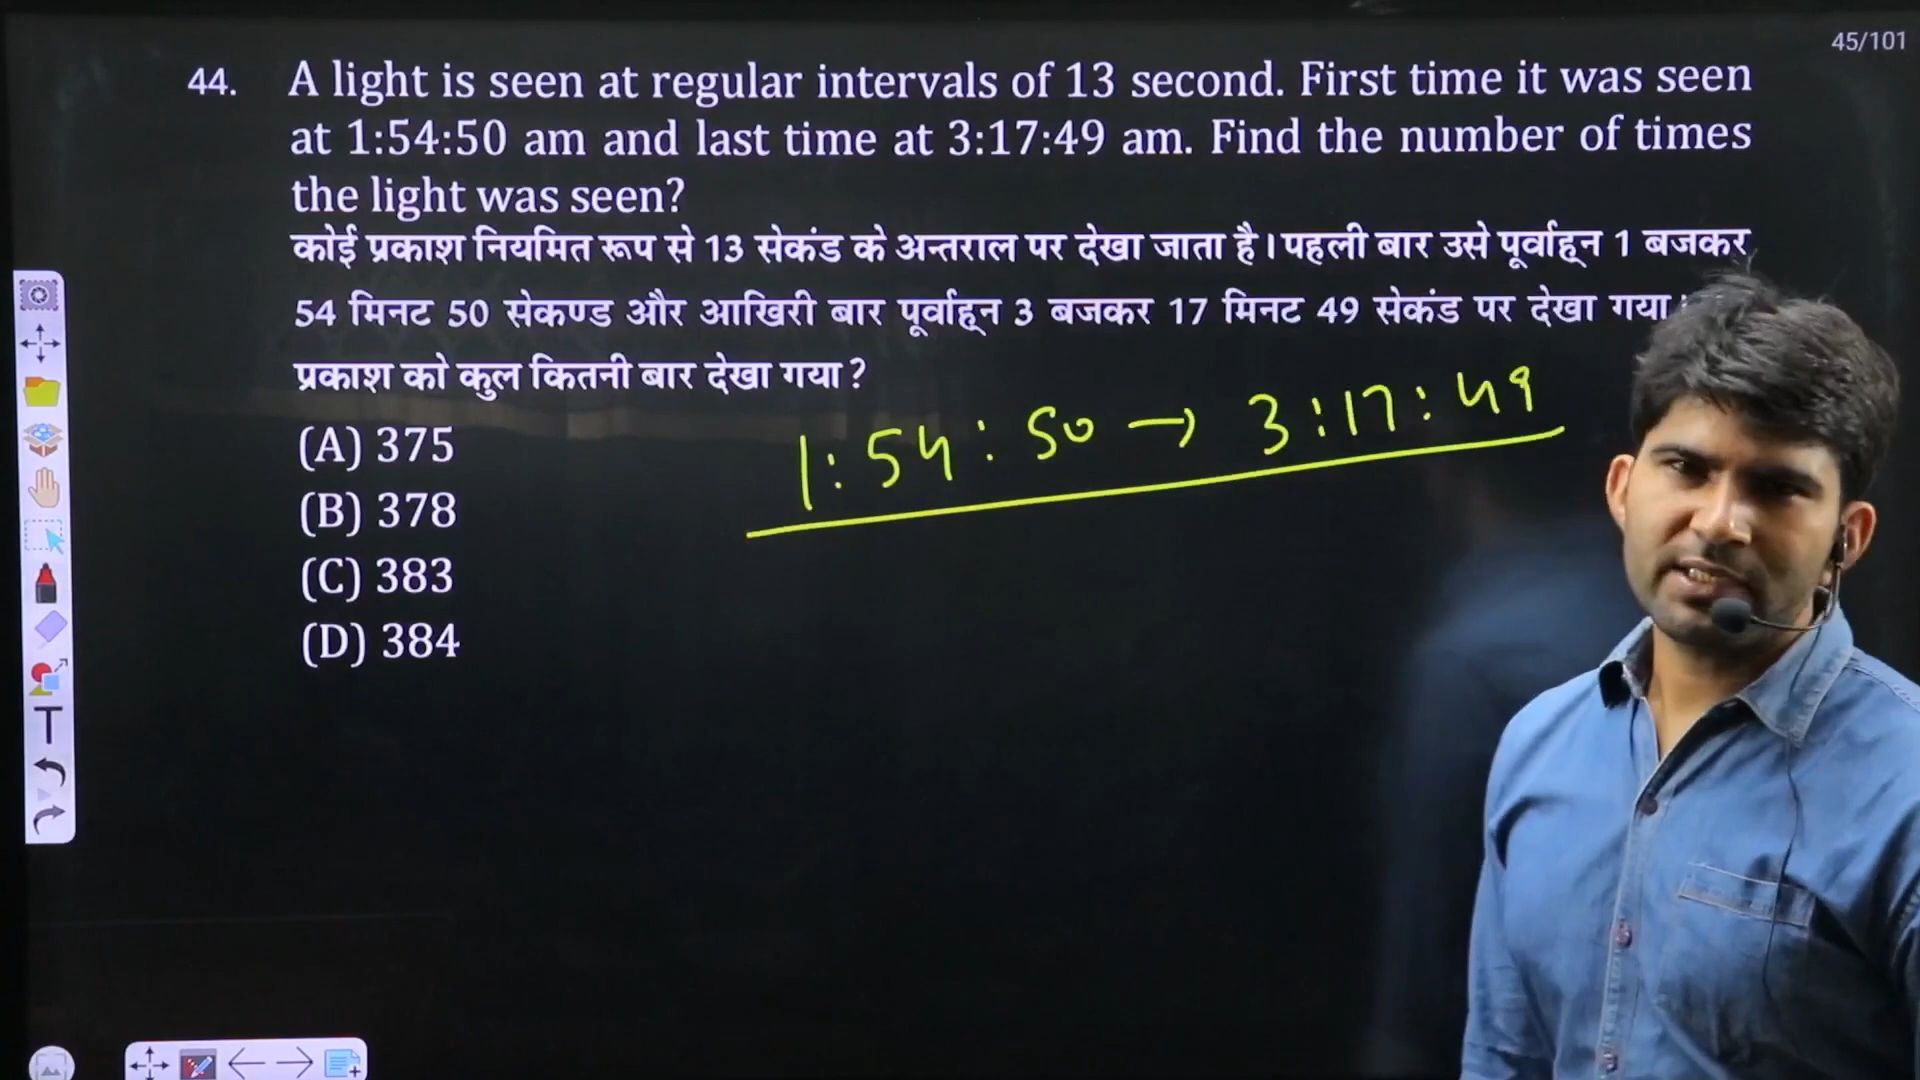 45/101
44. A light is seen at regular intervals of 13 second. First time it was seen
at 1:54:50 am and last time at 3:17:49 am. Find the number of times
the light was seen?
कोई प्रकाश नियमित रूप से 13 सेकंड के अन्तराल पर देखा जाता है। पहली बार उसे पूर्वाह्न 1 बजकर
54 मिनट 50 सेकण्ड और आखिरी बार पूर्वाह्न 3 बजकर 17 मिनट 49 सेकंड पर देखा गया।
प्रकाश को कुल कितनी बार देखा गया?
(A) 375
(B) 378
(C) 383
(D) 384
1:54:50 → 3:17:49
T